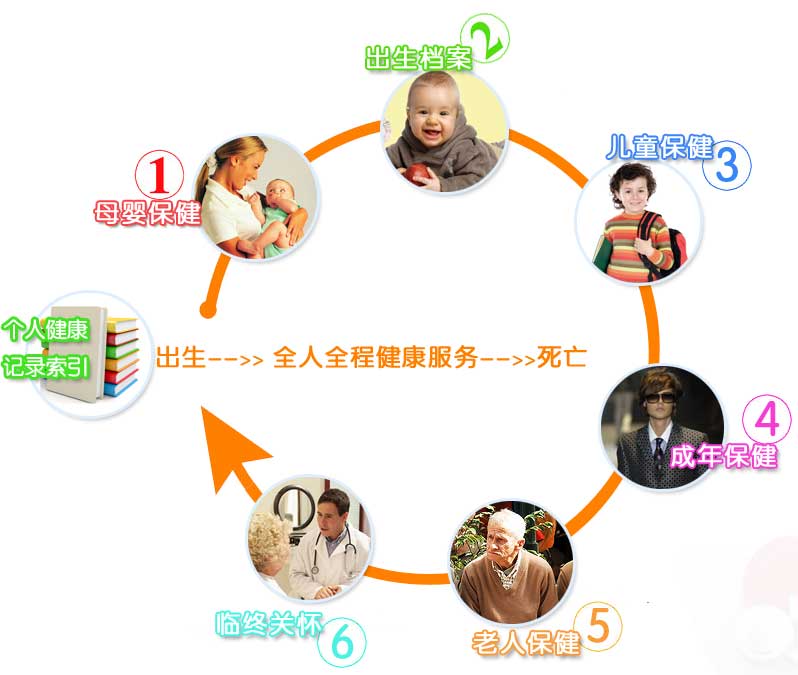 2
出生档案
儿童保健
3
1
母婴保健
个人健康
记录索引
出生-->> 全人全程健康服务-->>死亡
4
成年保健
临终关怀
6
老人保健
5